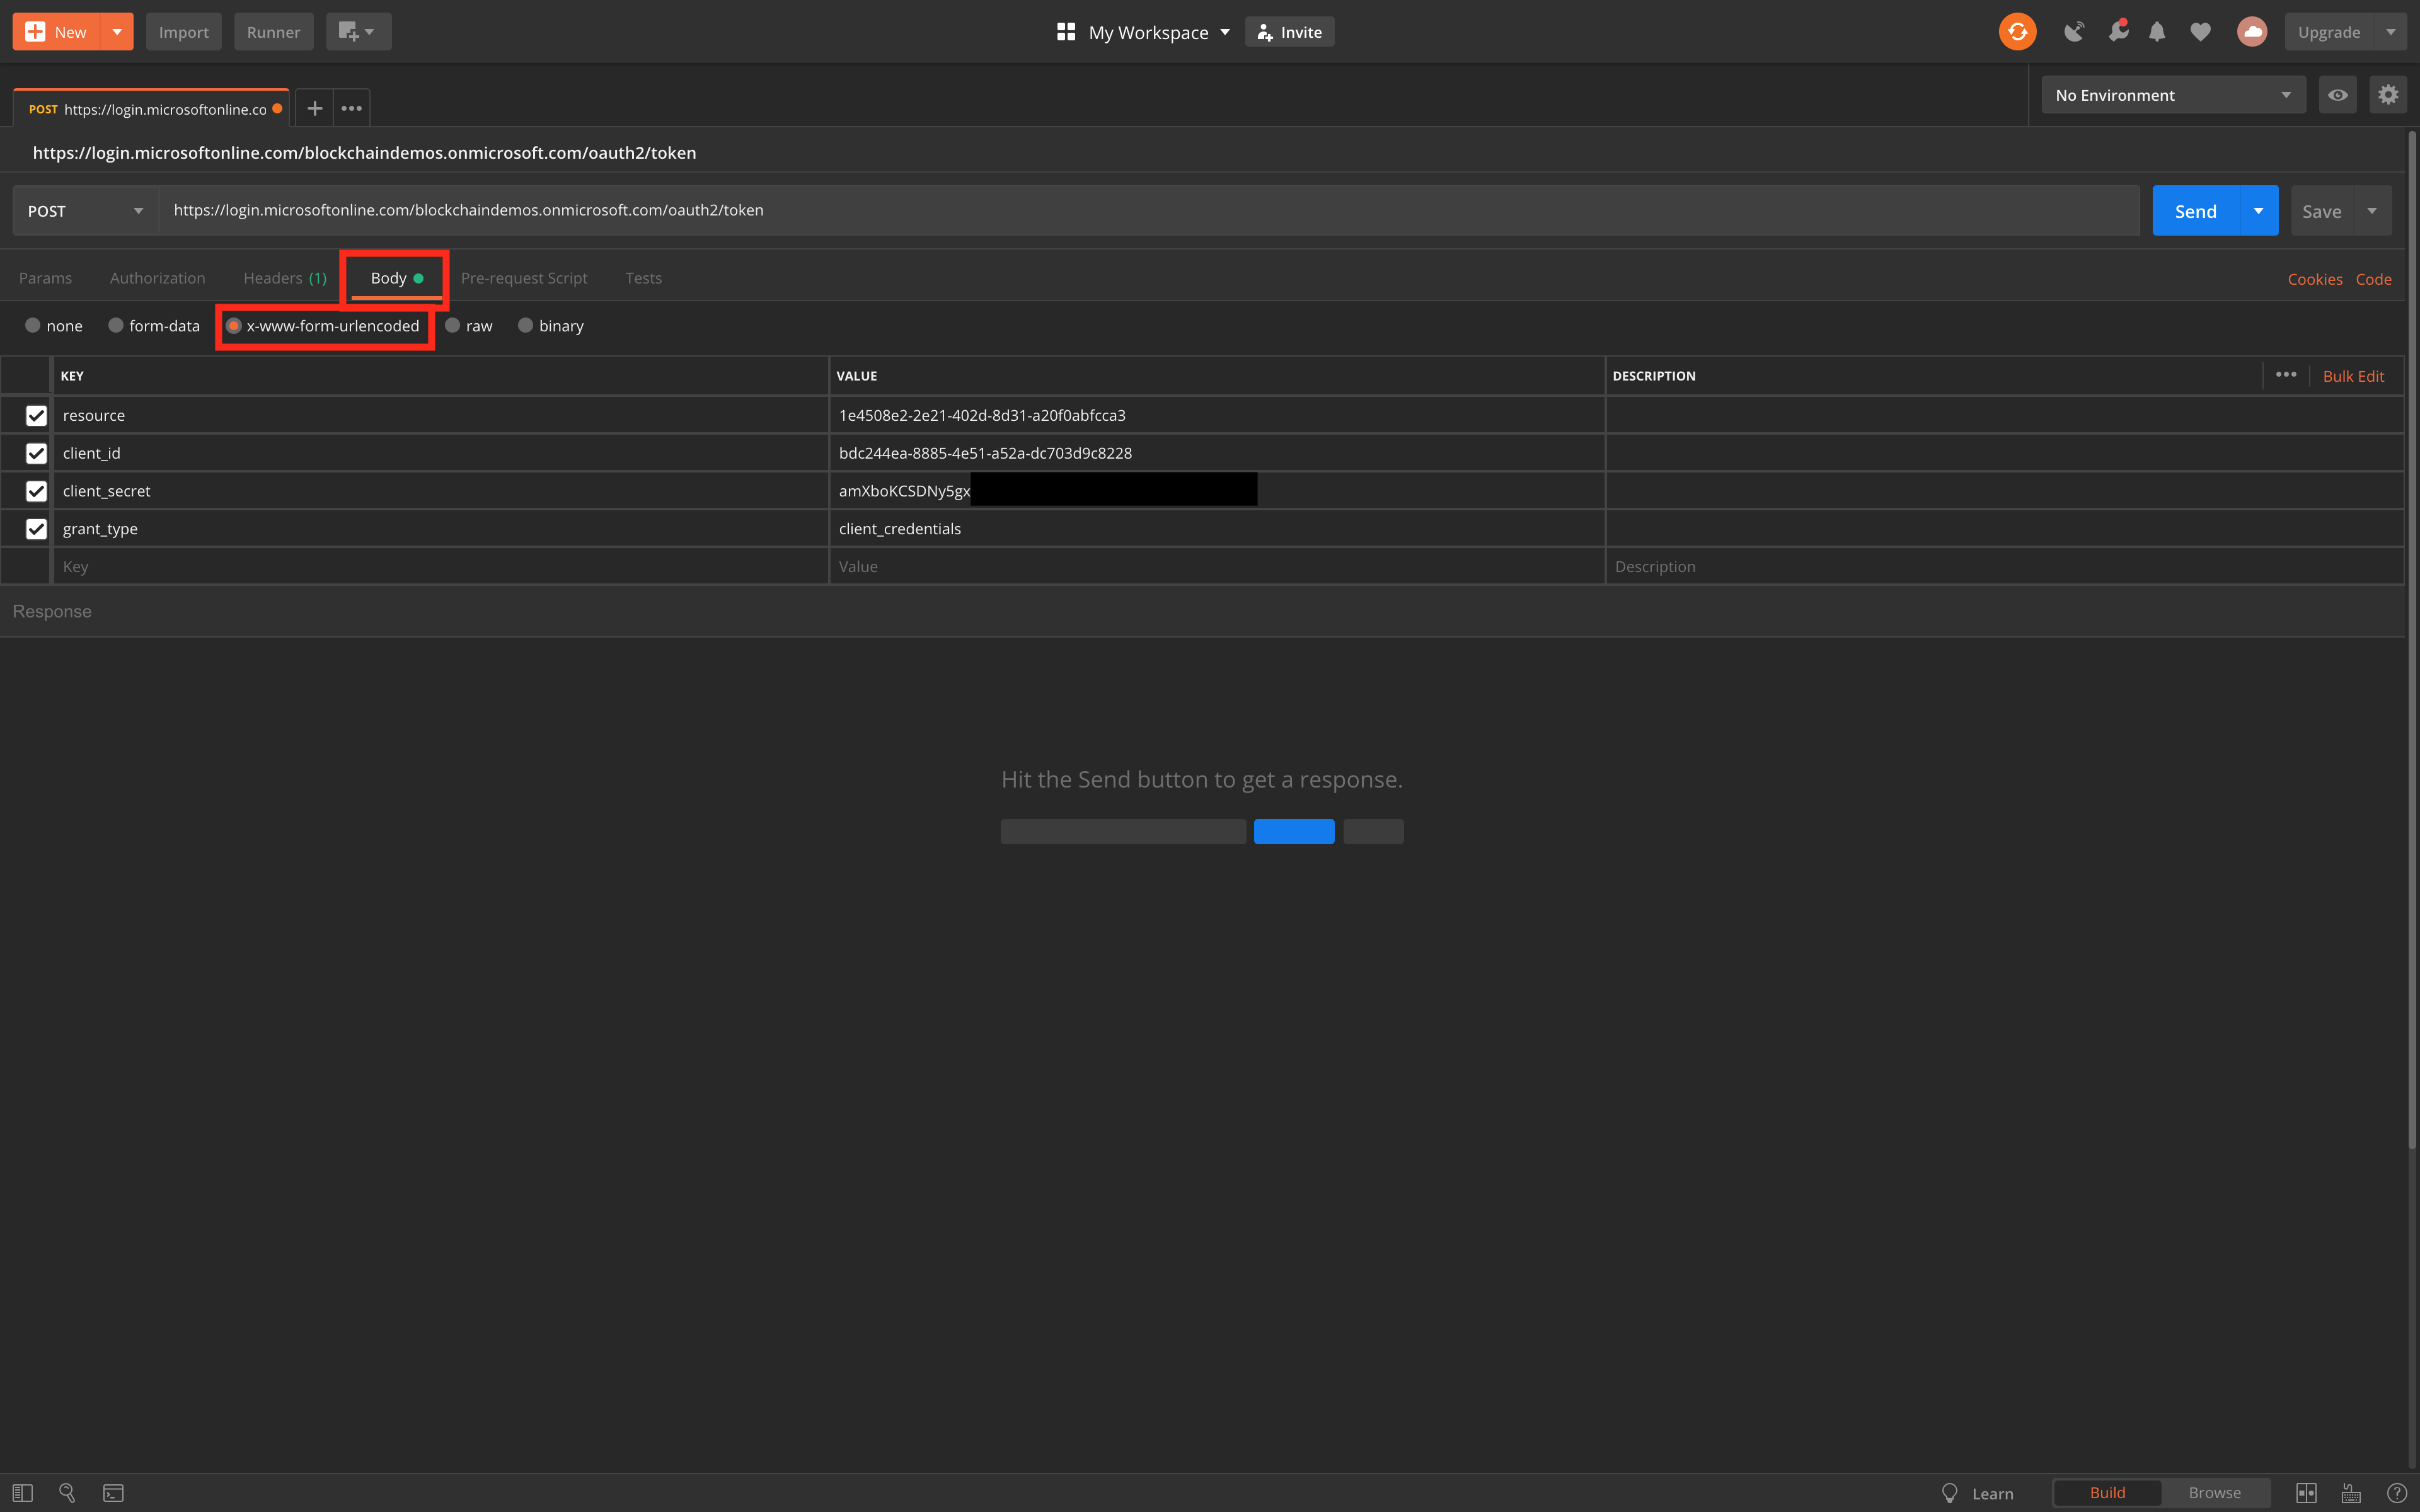 New Import Runner My Workspace Invite Upgrade
POST https://login.microsoftonline.co No Environment
https://login.microsoftonline.com/blockchaindemos.onmicrosoft.com/oauth2/token
POST https://login.microsoftonline.com/blockchaindemos.onmicrosoft.com/oauth2/token Send Save
Params Authorization Headers (1) Body Pre-request Script Tests Cookies Code
none form-data x-www-form-urlencoded raw binary
KEY VALUE DESCRIPTION ••• Bulk Edit
resource 1e4508e2-2e21-402d-8d31-a20f0abfcca3
client_id bdc244ea-8885-4e51-a52a-dc703d9c8228
client_secret amXboKCSDNy5gx
grant_type client_credentials
Key Value Description
Response
Hit the Send button to get a response.
Learn Build Browse